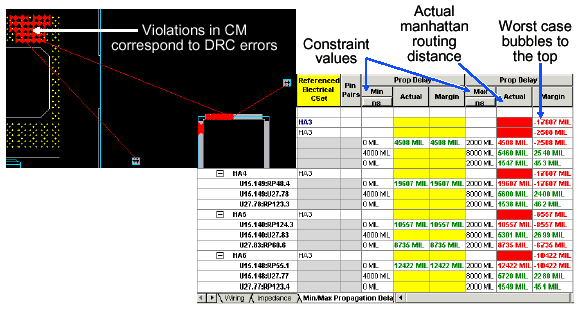 Violations in CM
correspond to DRC errors
Constraint
values
Actual
manhattan
routing
distance
Worst case
bubbles to
the top
Referenced Electrical CSet Pin Pairs Prop Delay Prop Delay
Min Actual Margin Max Actual Margin
ns ns
HA3 -17607 MIL
HA3 -2508 MIL
0 MIL 4508 MIL 4508 MIL 2000 MIL 4508 MIL -2508 MIL
4000 MIL 8000 MIL 5460 MIL 2540 MIL
0 MIL 2000 MIL 1547 MIL 453 MIL
HA4 HA3 -17607 MIL
U15.149:RP48.4 0 MIL 19607 MIL 19607 MIL 2000 MIL 19607 MIL -17607 MIL
U15.149:U27.78 4000 MIL 8000 MIL 5600 MIL 2400 MIL
U27.78:RP123.3 0 MIL 2000 MIL 1538 MIL 462 MIL
HA5 HA3 -8557 MIL
U15.140:RP124.3 0 MIL 10557 MIL 10557 MIL 2000 MIL 10557 MIL -8557 MIL
U15.140:U27.83 4000 MIL 8000 MIL 5301 MIL 2699 MIL
U27.83:RP60.6 0 MIL 8735 MIL 8735 MIL 2000 MIL 8735 MIL -6735 MIL
HA6 HA3 -10422 MIL
U15.148:RP55.1 0 MIL 12422 MIL 12422 MIL 2000 MIL 12422 MIL -10422 MIL
U15.148:U27.77 4000 MIL 8000 MIL 5720 MIL 2280 MIL
U27.77:RP123.4 0 MIL 2000 MIL 1549 MIL 451 MIL
Wiring Impedance Min/Max Propagation Dela